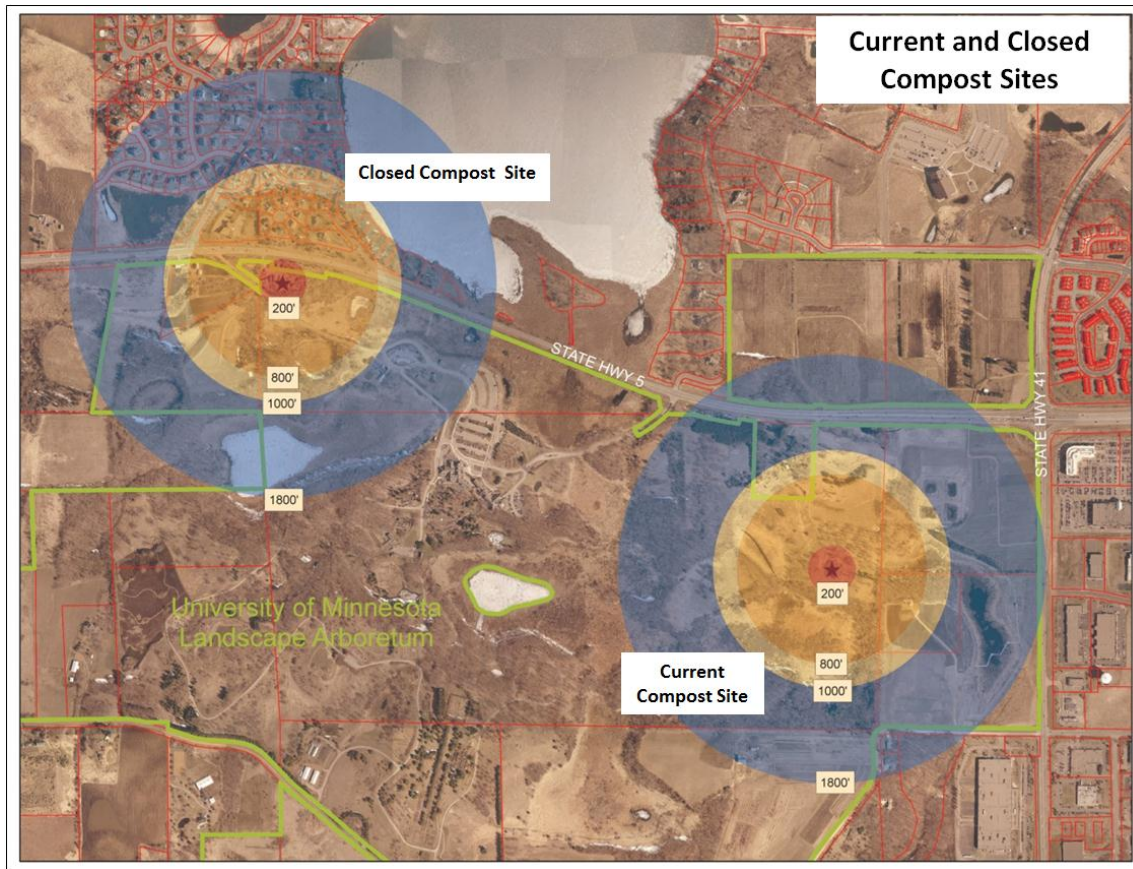 Current and Closed
Compost Sites
Closed Compost Site
200'
800'
1000'
1800'
STATE HWY 5
STATE HWY 41
University of Minnesota
Landscape Arboretum
200'
Current
Compost Site
800'
1000'
1800'